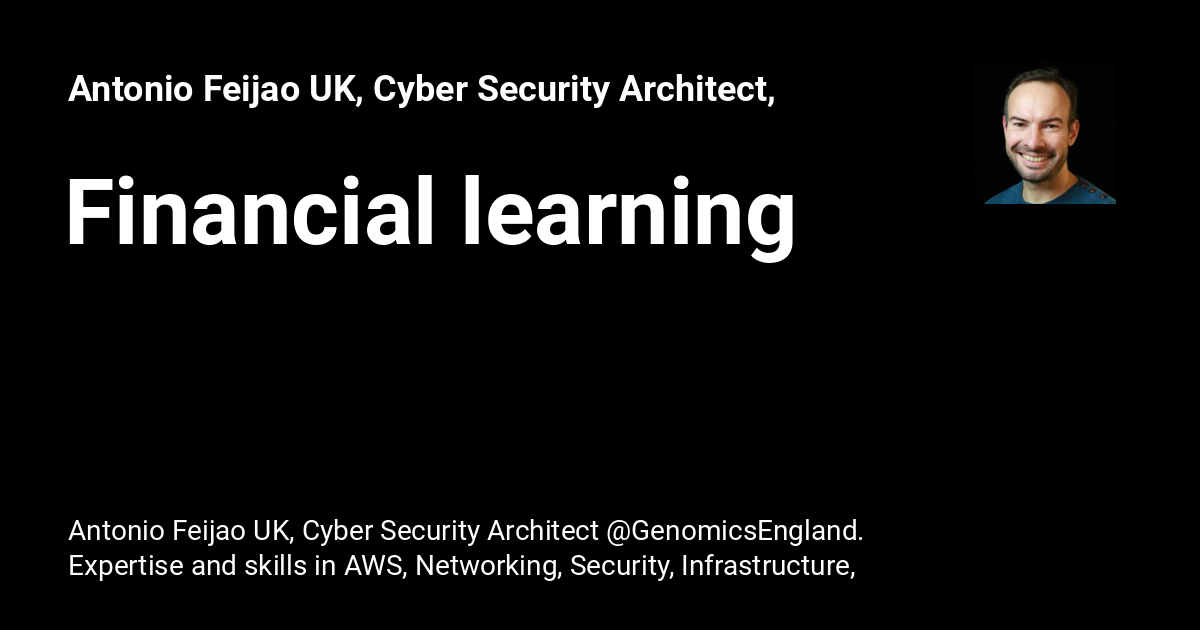 Antonio Feijao UK, Cyber Security Architect,
Financial learning
Antonio Feijao UK, Cyber Security Architect @GenomicsEngland.
Expertise and skills in AWS, Networking, Security, Infrastructure,